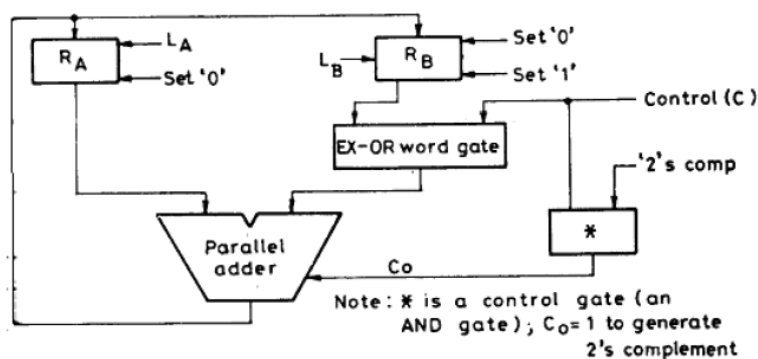 L_A
Set '0'
R_A
R_B
Set '0'
L_B
Set '1'
Control (C)
EX-OR word gate
'2's comp
*
Parallel
adder
Co
Note: * is a control gate (an
AND gate); C_o= 1 to generate
2's complement